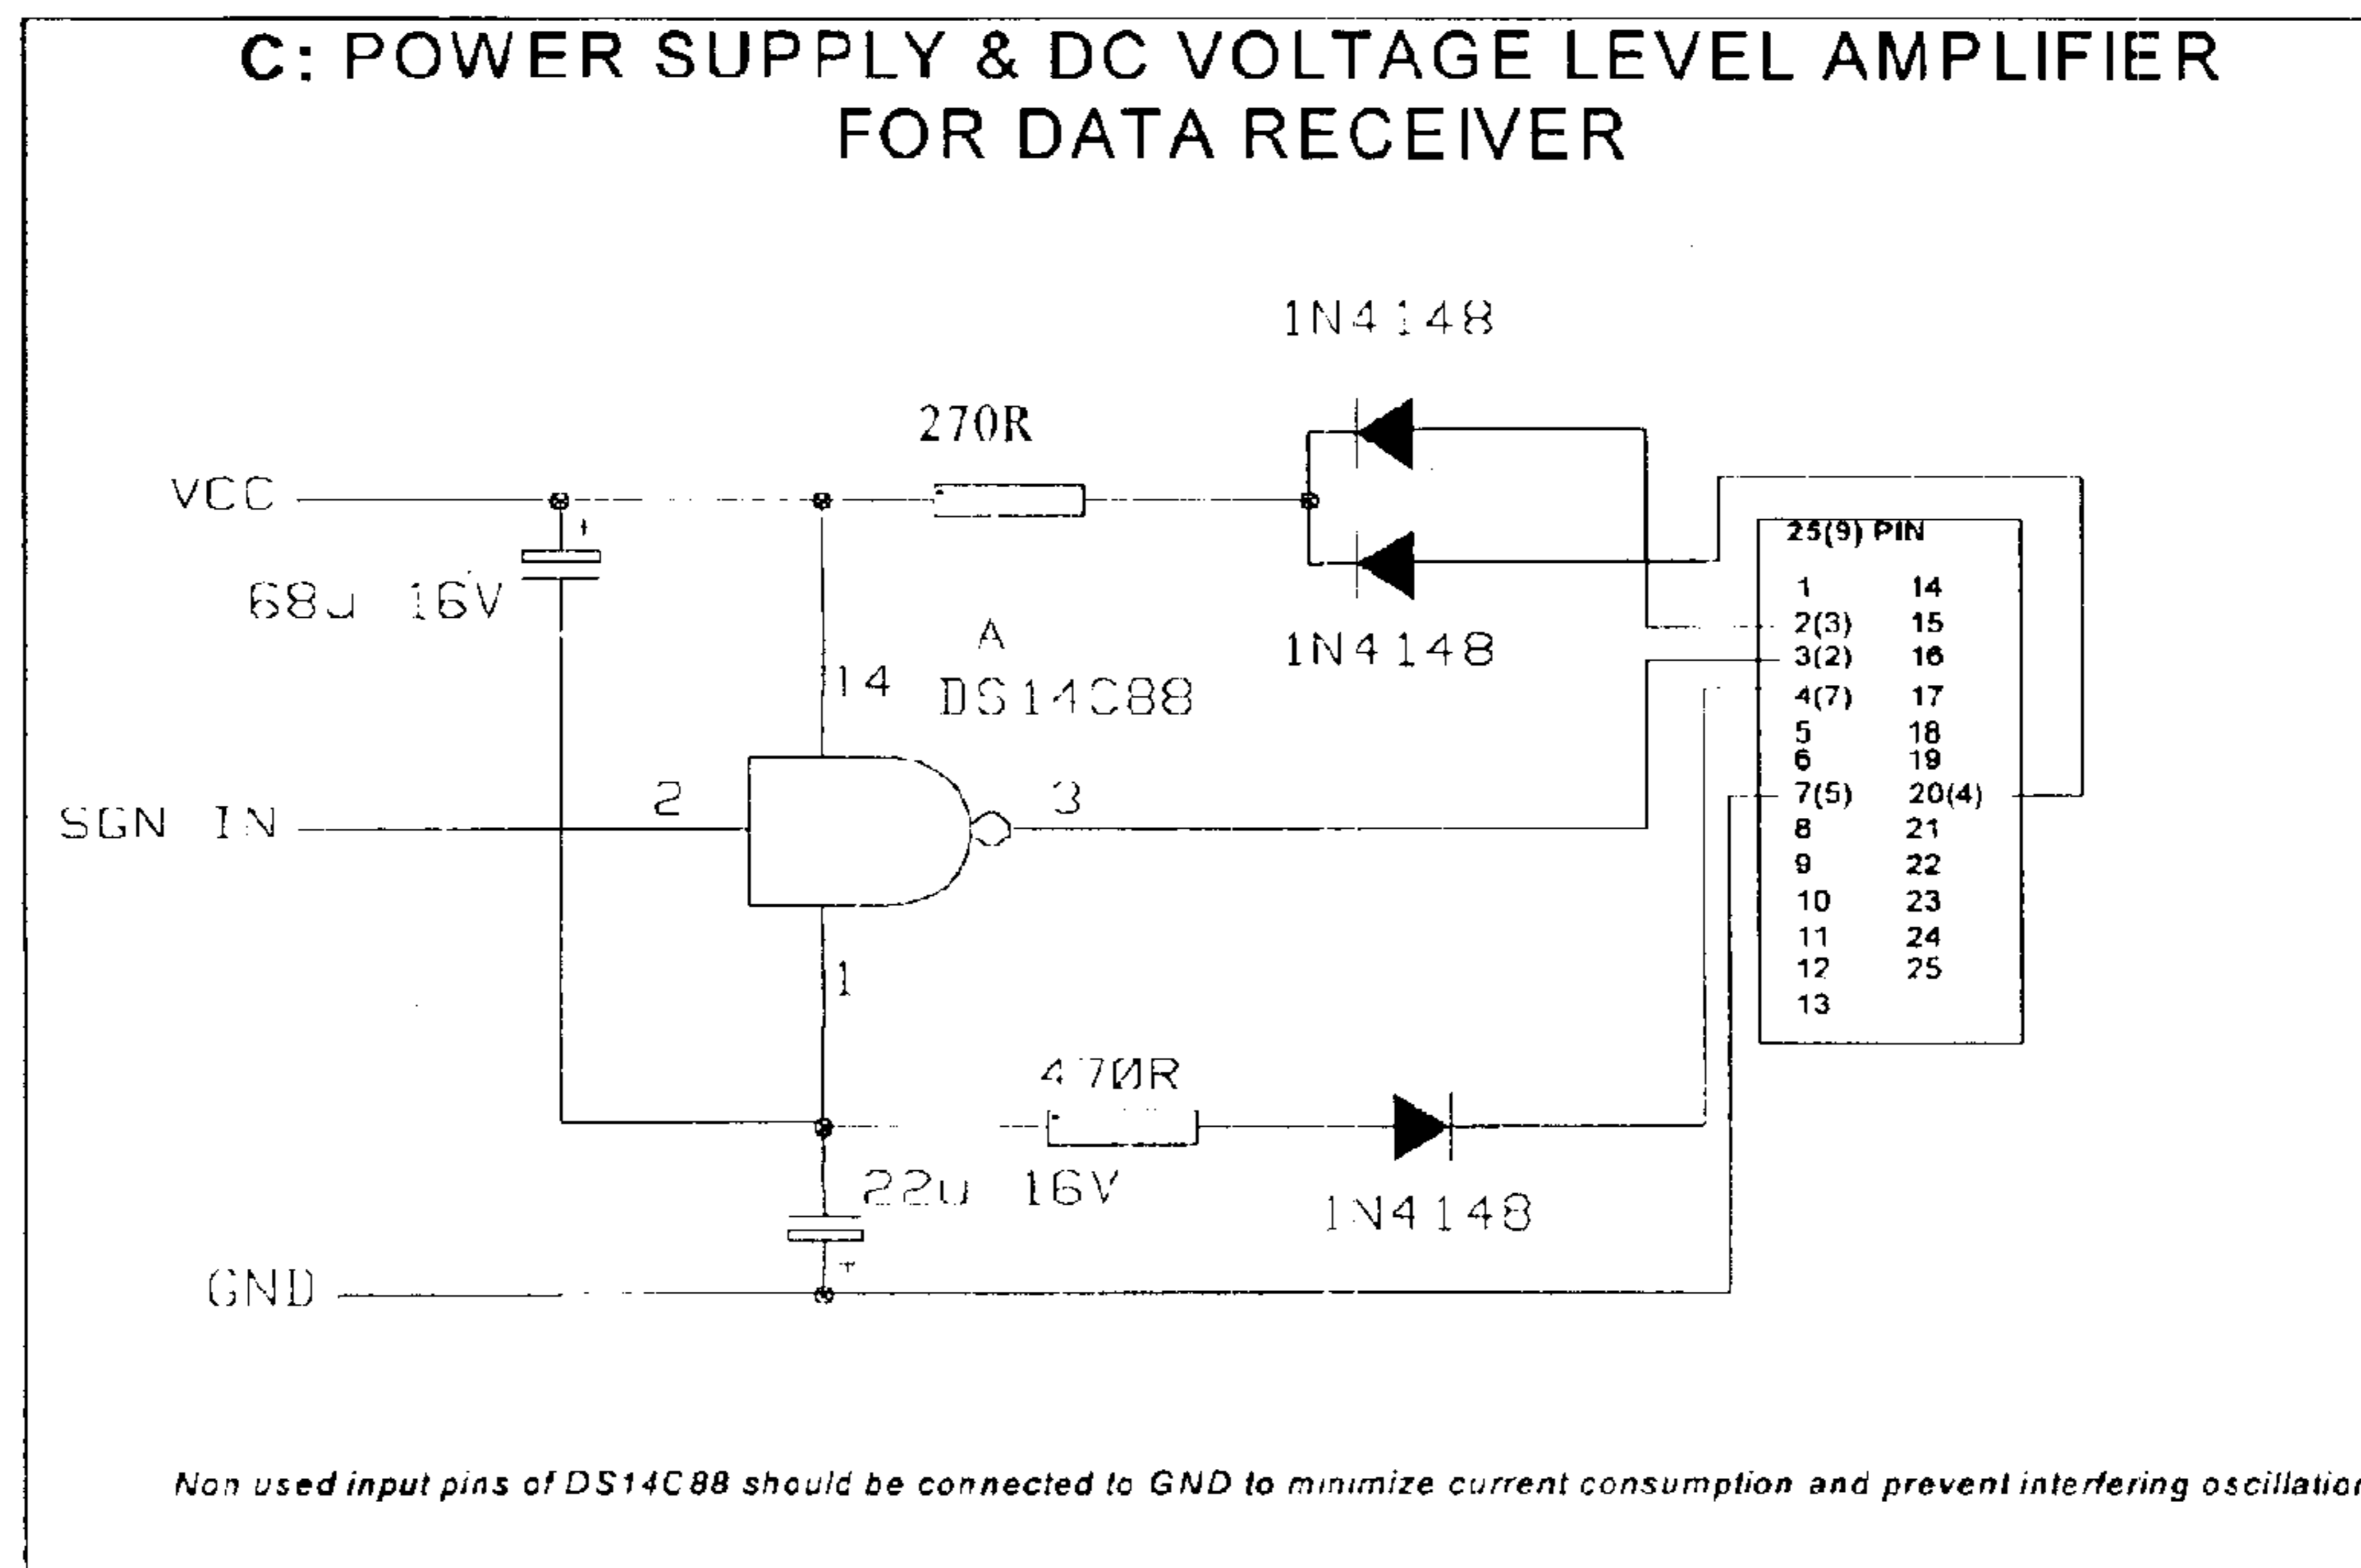 C: POWER SUPPLY & DC VOLTAGE LEVEL AMPLIFIER
FOR DATA RECEIVER
1N4148
270R
VCC
+
68u 16V
1N4148
A
DS14C88
14
2
3
SGN IN
1
470R
22u 16V
1N4148
+
GND
25(9) PIN
1 14
2(3) 15
3(2) 16
4(7) 17
5 18
6 19
7(5) 20(4)
8 21
9 22
10 23
11 24
12 25
13
Non used input pins of DS14C88 should be connected to GND to minimize current consumption and prevent interfering oscillation